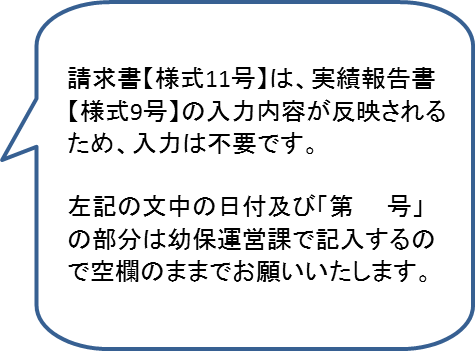 請求書【様式11号】は、実績報告書
【様式9号】の入力内容が反映される
ため、入力は不要です。
左記の文中の日付及び「第　 号」
の部分は幼保運営課で記入するの
で空欄のままでお願いいたします。